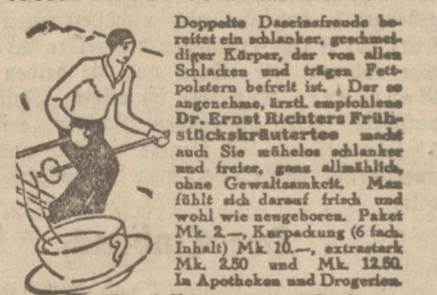 Doppelte Daseinsfreude be-
reitet ein schlanker, geschmei-
diger Körper, der von allen
Schlacken und trägen Fett-
polstern befreit ist. Der so
angenehme, ärztl. empfohlene
Dr. Ernst Richters Früh-
stückskräutertee macht
auch Sie mühelos schlanker
und freier, ganz allmählich,
ohne Gewaltsamkeit. Man
fühlt sich darauf frisch und
wohl wie neugeboren. Paket
Mk. 2.—, Kurpackung (6 fach.
Inhalt) Mk. 10.—, extrastark
Mk. 2.50 und Mk. 12.50.
In Apotheken und Drogerien.